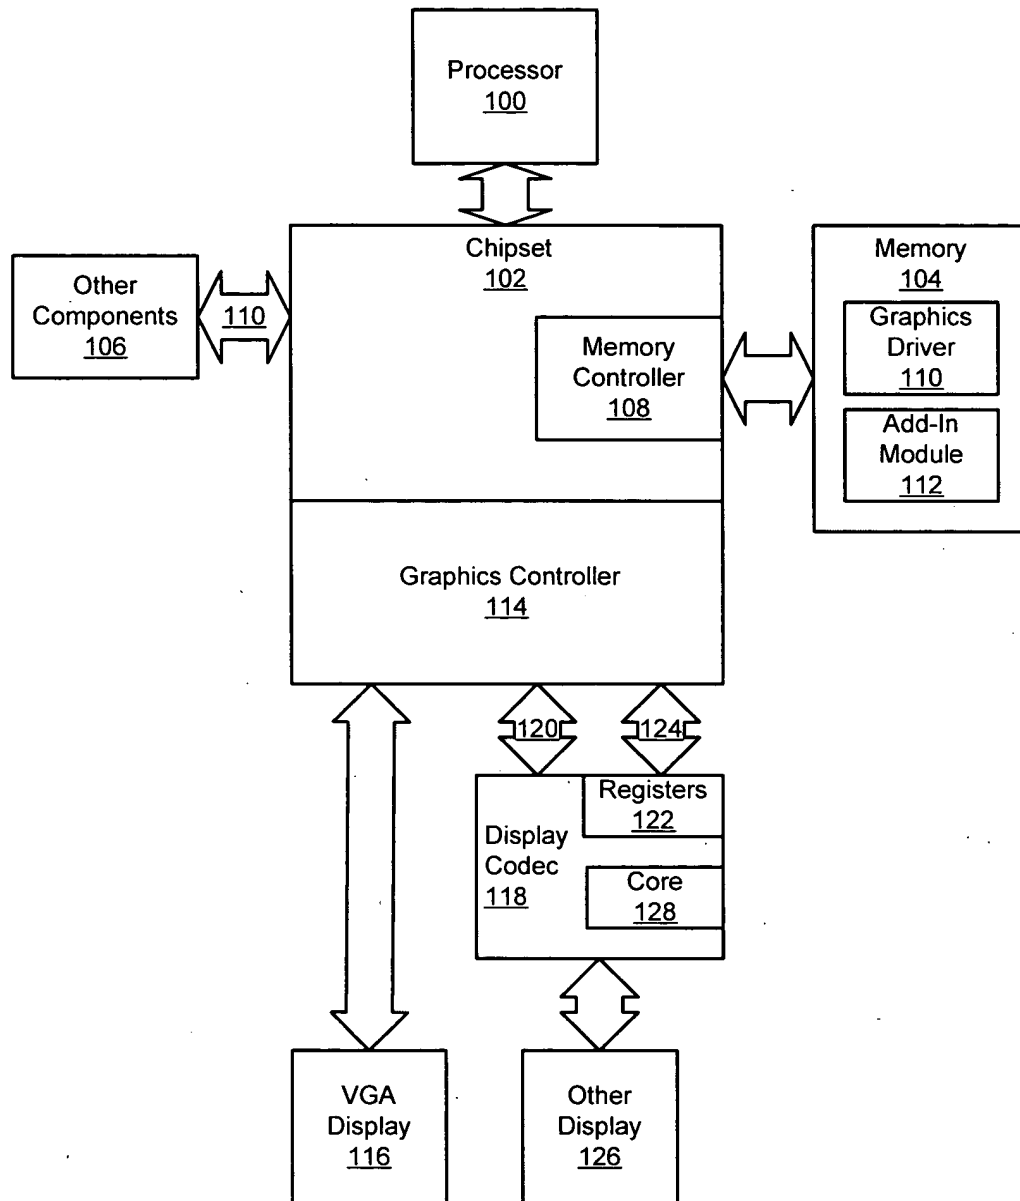 Processor
100
Chipset
102
Other
Components
106
110
Memory
Controller
108
Memory
104
Graphics
Driver
110
Add-In
Module
112
Graphics Controller
114
120
124
Registers
122
Display
Codec
118
Core
128
VGA
Display
116
Other
Display
126